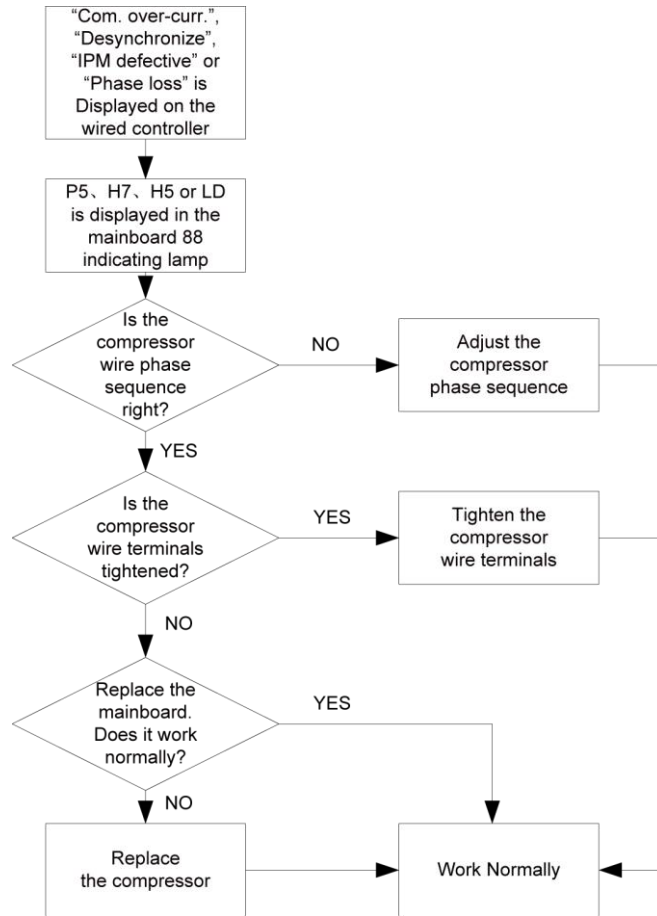 “Com. over-curr.”,
“Desynchronize”,
“IPM defective” or
“Phase loss” is
Displayed on the
wired controller
P5、H7、H5 or LD
is displayed in the
mainboard 88
indicating lamp
Is the
compressor
wire phase
sequence
right?
NO
Adjust the
compressor
phase sequence
YES
Is the
compressor
wire terminals
tightened?
YES
Tighten the
compressor
wire terminals
NO
Replace the
mainboard.
Does it work
normally?
YES
NO
Replace
the compressor
Work Normally